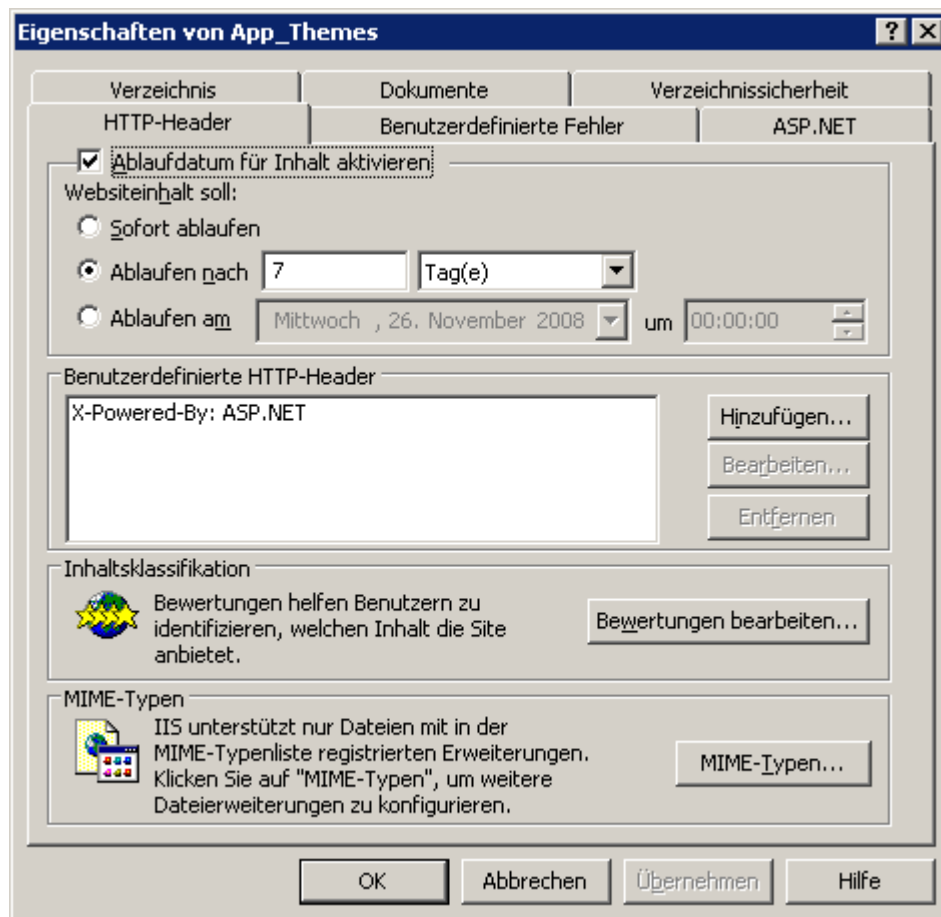 Eigenschaften von App_Themes
Verzeichnis Dokumente Verzeichnissicherheit
HTTP-Header Benutzerdefinierte Fehler ASP.NET
Ablaufdatum für Inhalt aktivieren
Websiteinhalt soll:
Sofort ablaufen
Ablaufen nach 7 Tag(e)
Ablaufen am Mittwoch , 26. November 2008 um 00:00:00
Benutzerdefinierte HTTP-Header
X-Powered-By: ASP.NET
Hinzufügen...
Bearbeiten...
Entfernen
Inhaltsklassifikation
Bewertungen helfen Benutzern zu
identifizieren, welchen Inhalt die Site
anbietet.
Bewertungen bearbeiten...
MIME-Typen
IIS unterstützt nur Dateien mit in der
MIME-Typenliste registrierten Erweiterungen.
Klicken Sie auf "MIME-Typen", um weitere
Dateierweiterungen zu konfigurieren.
MIME-Typen...
OK Abbrechen Übernehmen Hilfe